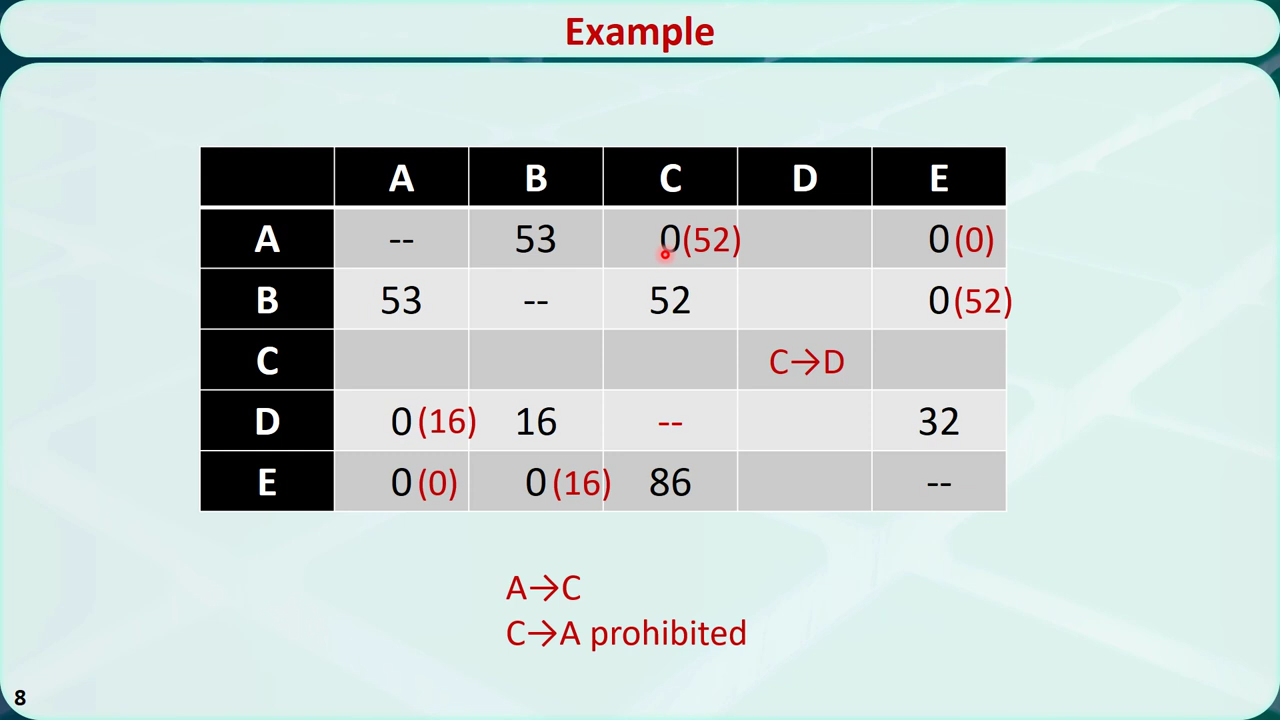 Example
A B C D E
A -- 53 0(52) 0(0)
B 53 -- 52 0(52)
C C→D
D 0(16) 16 -- 32
E 0(0) 0(16) 86 --
A→C
C→A prohibited
8